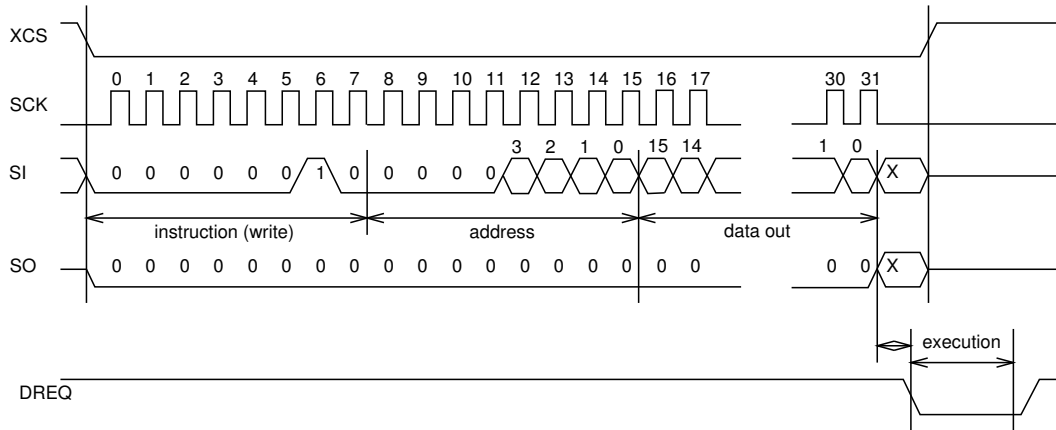 XCS
0 1 2 3 4 5 6 7 8 9 10 11 12 13 14 15 16 17 30 31
SCK
3 2 1 0 15 14 1 0
SI 0 0 0 0 0 0 1 0 0 0 0 0 X
instruction (write) address data out
SO 0 0 0 0 0 0 0 0 0 0 0 0 0 0 0 0 0 0 0 0 X
execution
DREQ